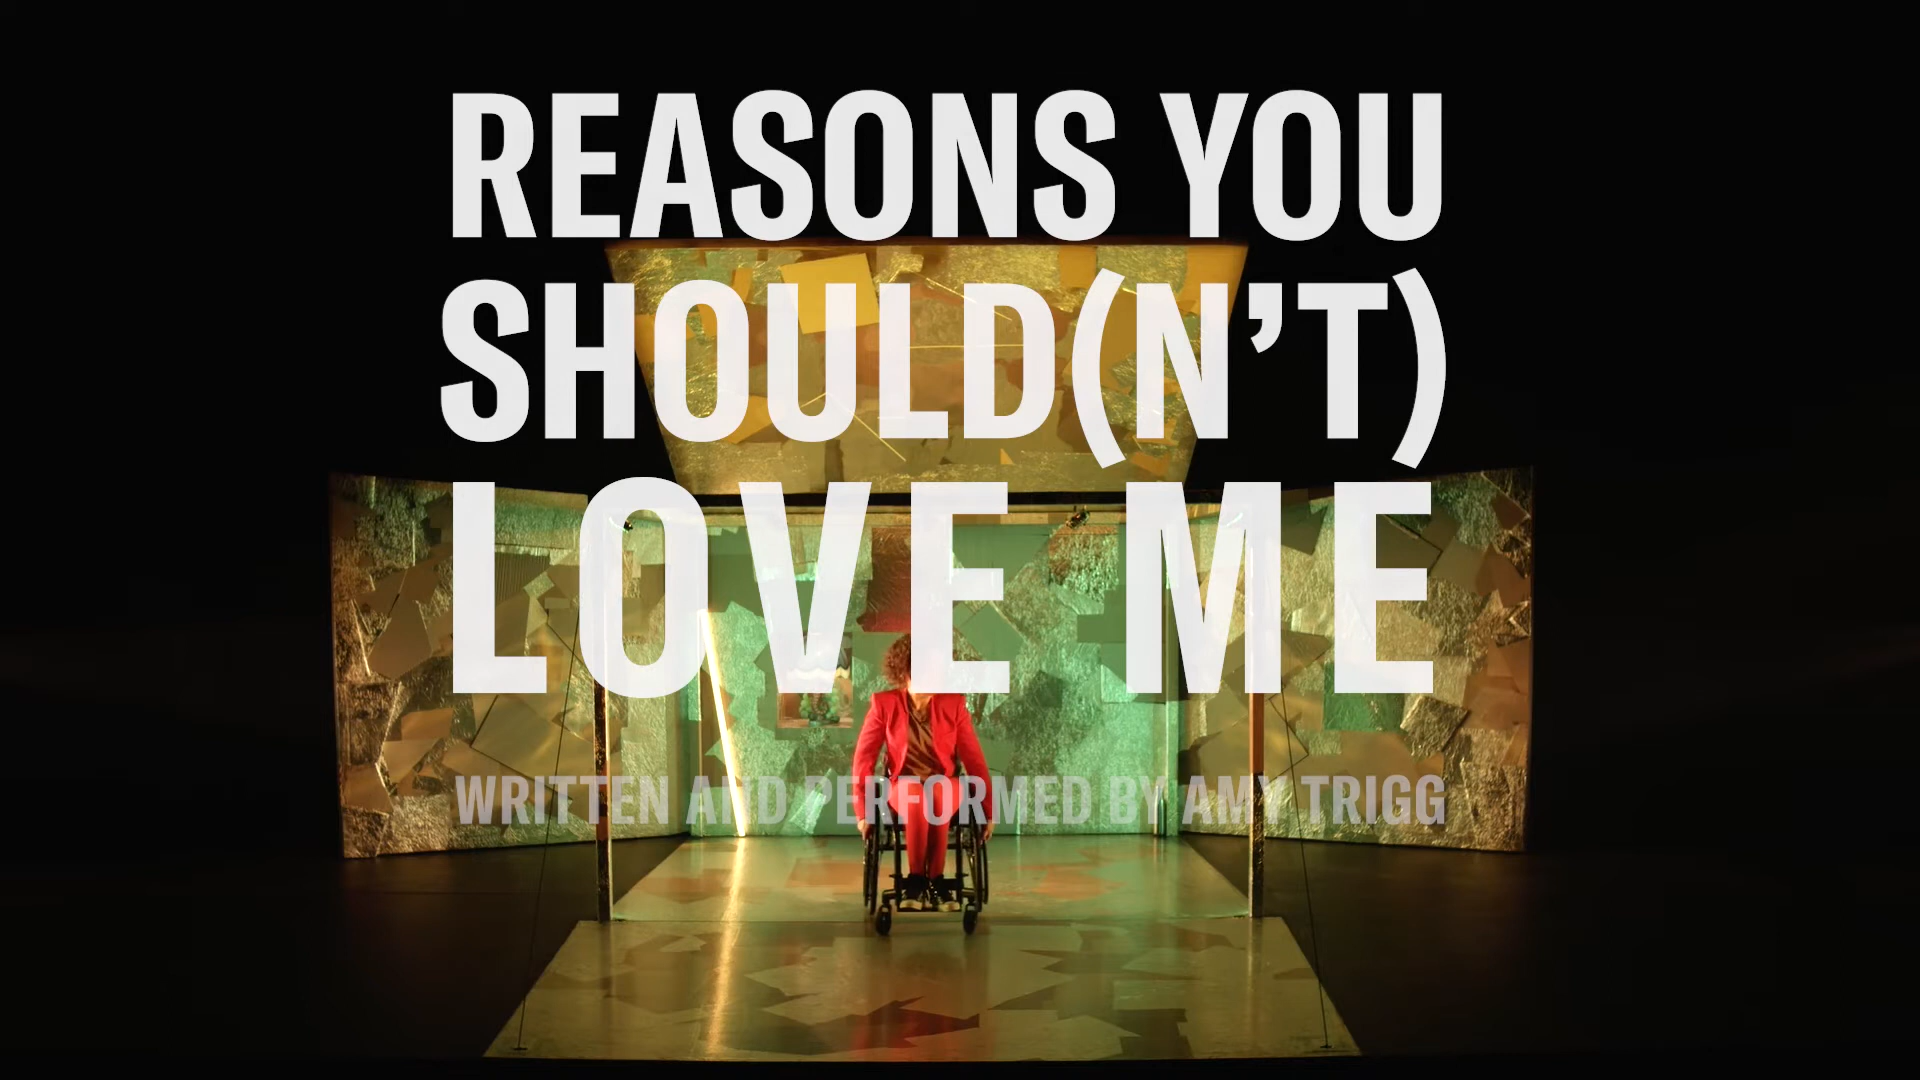 REASONS YOU
SHOULD(N’T)
LOVE ME
WRITTEN AND PERFORMED BY AMY TRIGG